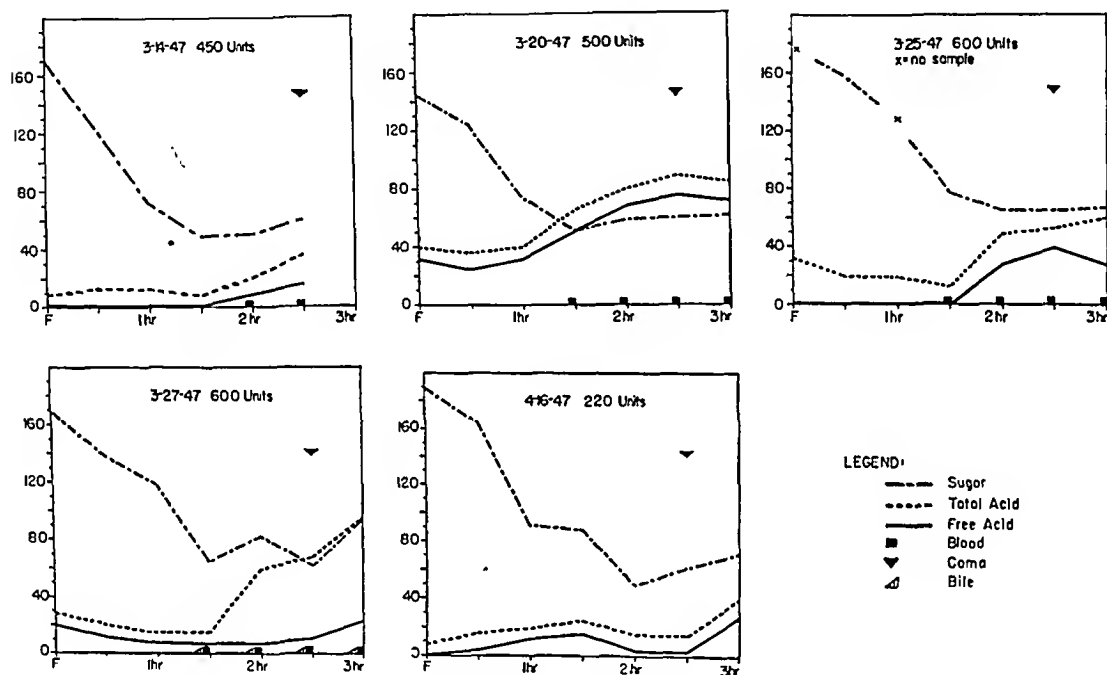 3-14-47 450 Units
160
120
80
40
0
F 1hr 2hr 3hr
3-20-47 500 Units
160
120
80
40
0
F 1hr 2hr 3hr
3-25-47 600 Units
x=no sample
x
x
160
120
80
40
0
F 1hr 2hr 3hr
3-27-47 600 Units
160
120
80
40
0
F 1hr 2hr 3hr
4-16-47 220 Units
160
120
80
40
0
F 1hr 2hr 3hr
LEGEND:
Sugar
Total Acid
Free Acid
Blood
Coma
Bile